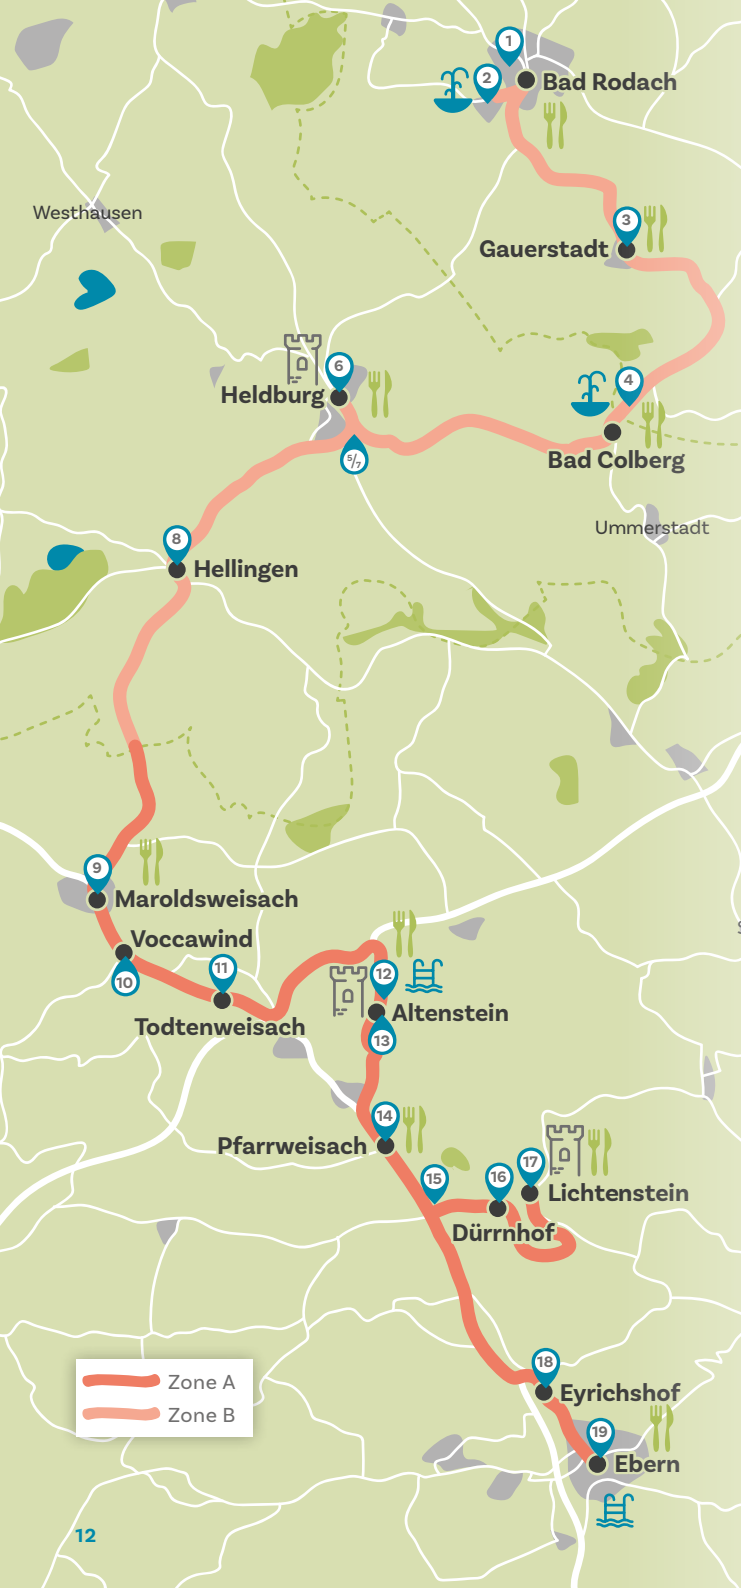 1
2
Bad Rodach
Westhausen
3
Gauerstadt
6
Heldburg
4
5/7
Bad Colberg
Ummerstadt
8
Hellingen
9
Maroldsweisach
Voccawind
10
11
Todtenweisach
12
Altenstein
13
14
Pfarrweisach
15
16
17
Lichtenstein
Dürrnhof
18
Eyrichshof
Zone A
Zone B
19
Ebern
12